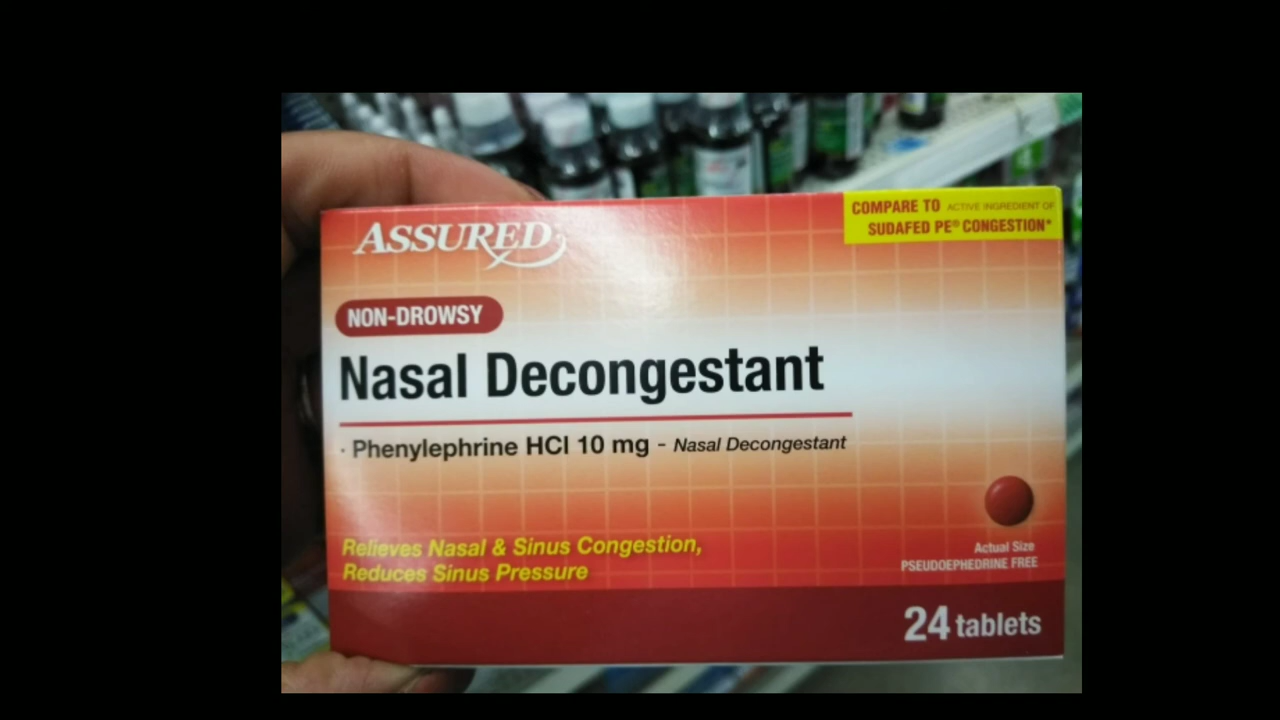 ASSURED
COMPARE TO ACTIVE INGREDIENT OF
SUDAFED PE® CONGESTION*
NON-DROWSY
Nasal Decongestant
· Phenylephrine HCl 10 mg - Nasal Decongestant
Relieves Nasal & Sinus Congestion,
Reduces Sinus Pressure
Actual Size
PSEUDOEPHEDRINE FREE
24 tablets